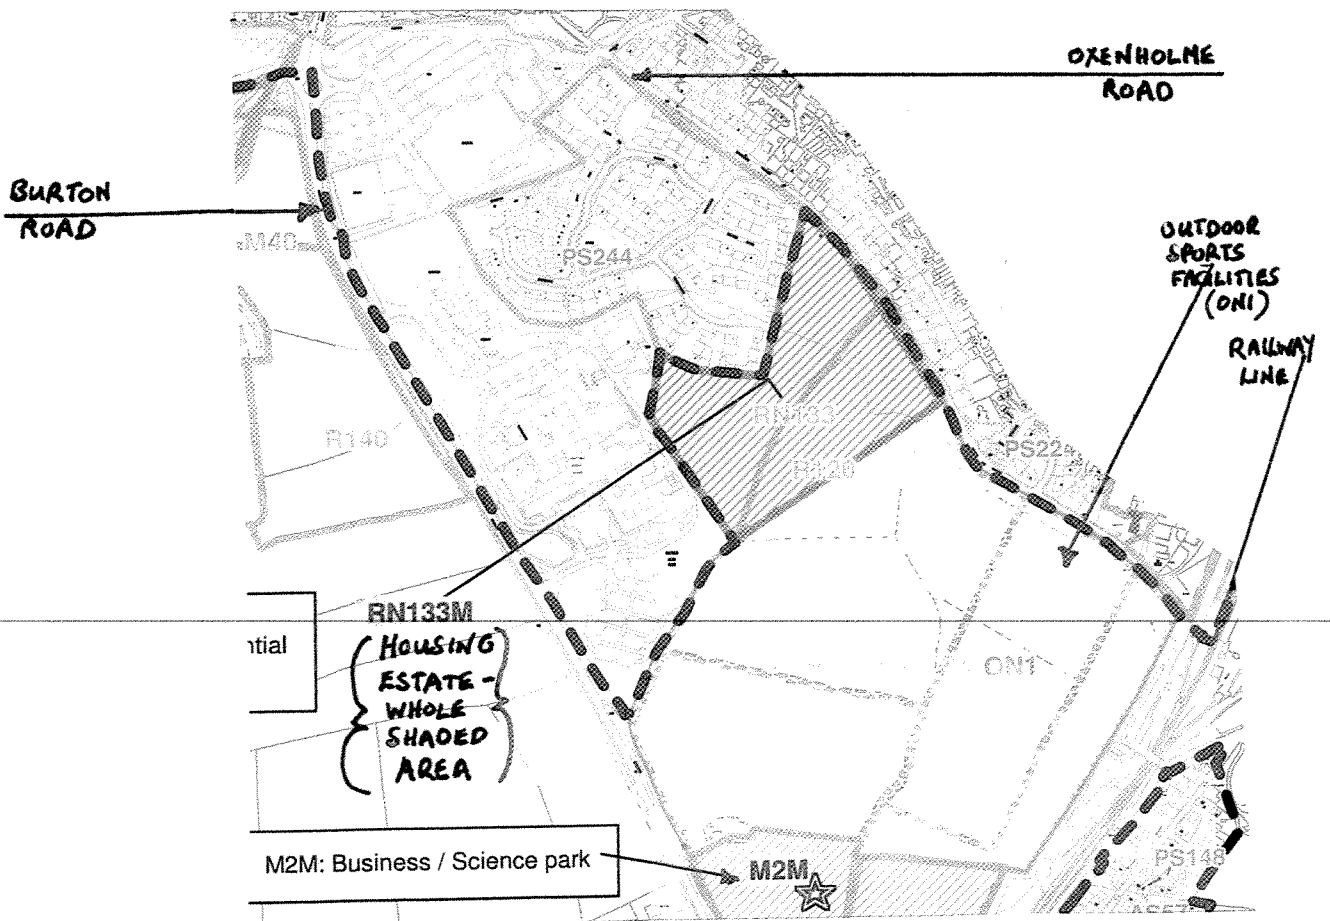 OXENHOLME
ROAD
BURTON
ROAD
M40
PS244
OUTDOOR
SPORTS
FACILITIES
(ON1)
RAILWAY
LINE
R140
RN133
R120
PS224
RN133M
HOUSING
ESTATE -
WHOLE
SHADED
AREA
ntial
ON1
M2M: Business / Science park
M2M
PS148